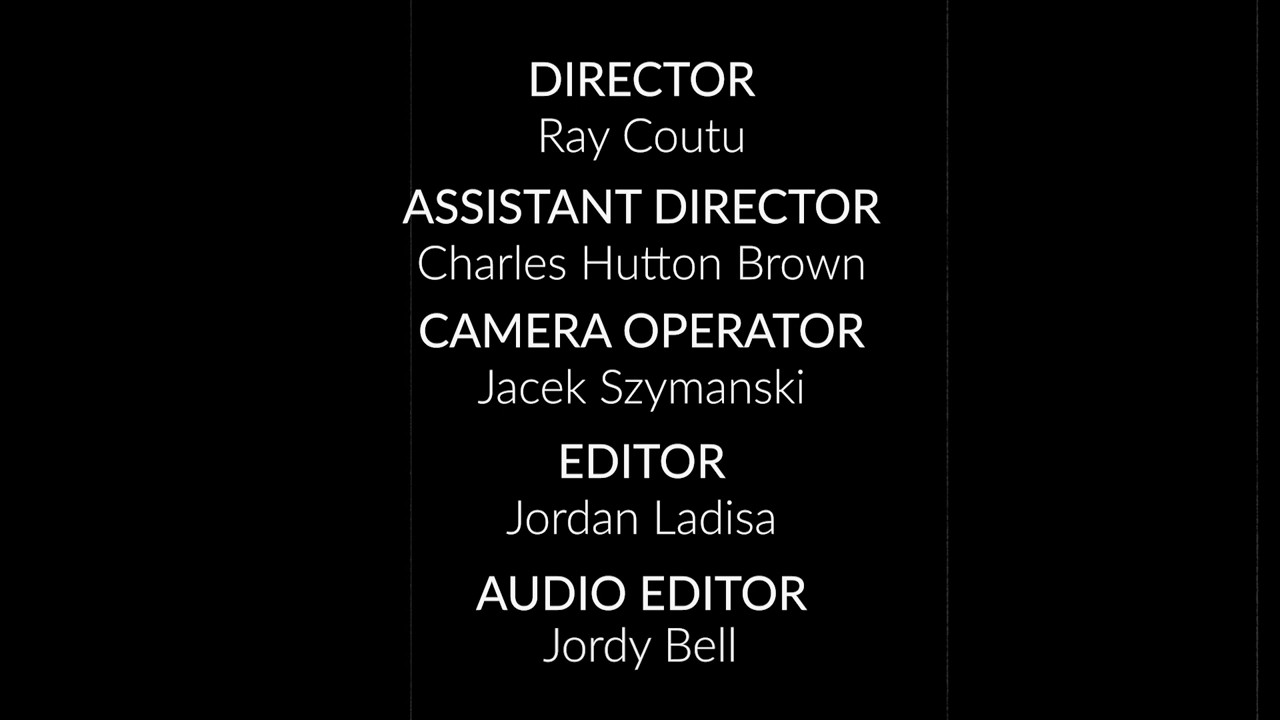 DIRECTOR
Ray Coutu
ASSISTANT DIRECTOR
Charles Hutton Brown
CAMERA OPERATOR
Jacek Szymanski
EDITOR
Jordan Ladisa
AUDIO EDITOR
Jordy Bell